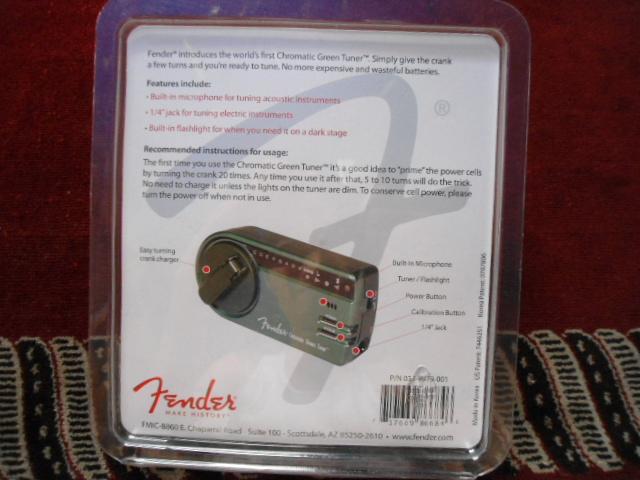 Fender® introduces the world's first Chromatic Green Tuner™. Simply give the crank
a few turns and you're ready to tune. No more expensive and wasteful batteries.
Features include:
• Built-in microphone for tuning acoustic instruments
• 1/4" jack for tuning electric instruments
• Built-in flashlight for when you need it on a dark stage
Recommended instructions for usage:
The first time you use the Chromatic Green Tuner™ it's a good idea to "prime" the power cells
by turning the crank 20 times. Any time you use it after that, 5 to 10 turns will do the trick.
No need to charge it unless the lights on the tuner are dim. To conserve cell power, please
turn the power off when not in use.
®
Easy turning
crank charger
Built-in Microphone
Tuner / Flashlight
Power Button
Calibration Button
1/4" Jack
Fender
Fender®
MAKE HISTORY™
P/N
FMIC-8860 E. Chaparral Road · Suite 100 · Scottsdale, AZ 85250-2610 • www.fender.com
Made in Korea US Patent: Korea Patent: